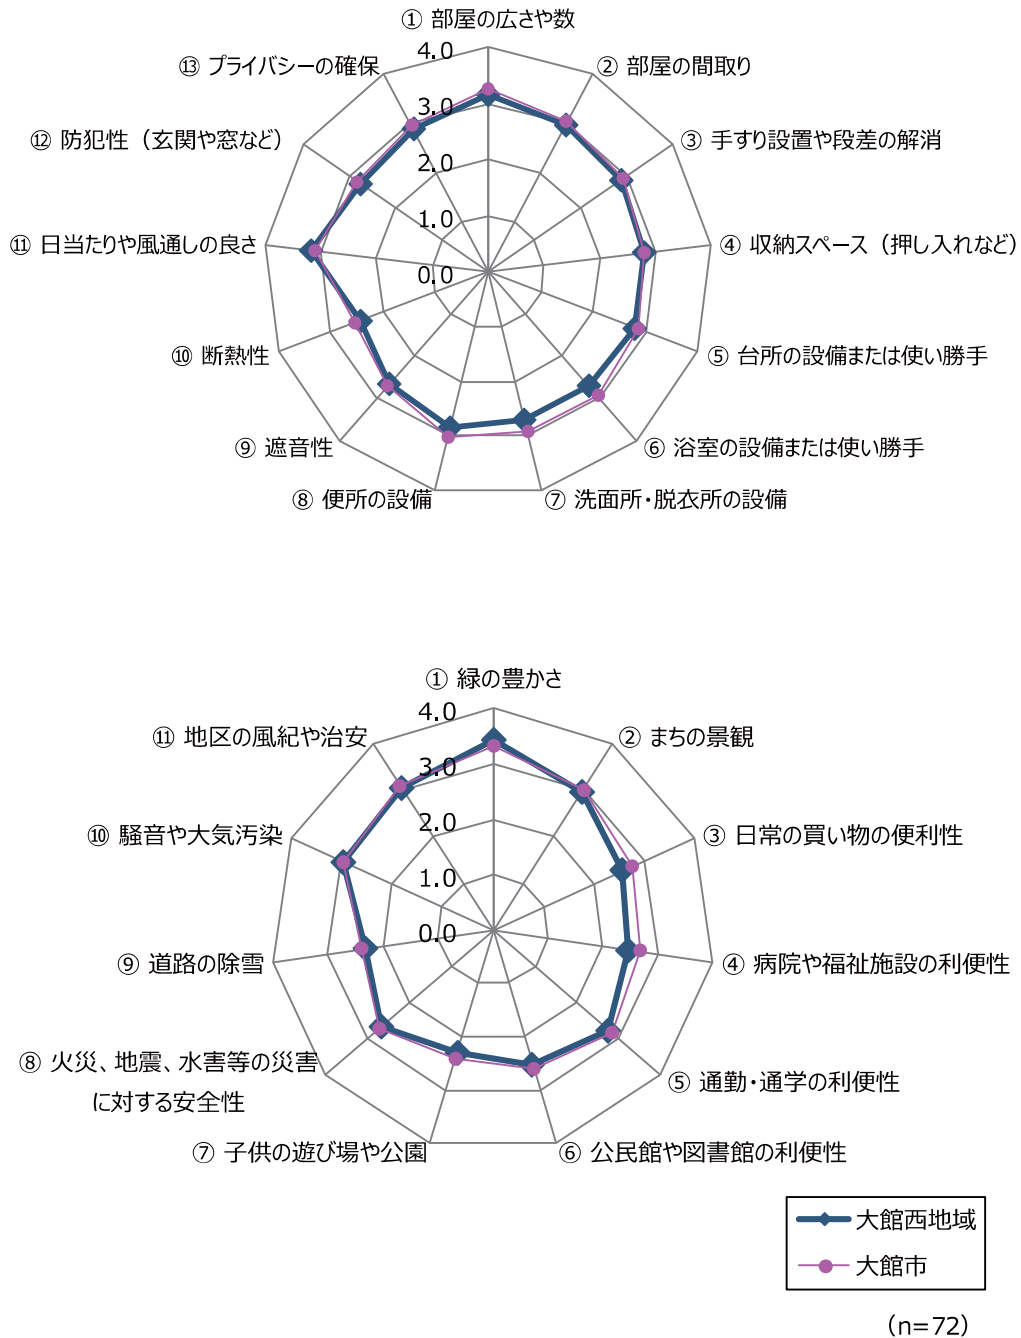 ① 部屋の広さや数
② 部屋の間取り
③ 手すり設置や段差の解消
④ 収納スペース（押し入れなど）
⑤ 台所の設備または使い勝手
⑥ 浴室の設備または使い勝手
⑦ 洗面所・脱衣所の設備
⑧ 便所の設備
⑨ 遮音性
⑩ 断熱性
⑪ 日当たりや風通しの良さ
⑫ 防犯性（玄関や窓など）
⑬ プライバシーの確保
4.0
3.0
2.0
1.0
0.0
① 緑の豊かさ
② まちの景観
③ 日常の買い物の便利性
④ 病院や福祉施設の利便性
⑤ 通勤・通学の利便性
⑥ 公民館や図書館の利便性
⑦ 子供の遊び場や公園
⑧ 火災、地震、水害等の災害
に対する安全性
⑨ 道路の除雪
⑩ 騒音や大気汚染
⑪ 地区の風紀や治安
4.0
3.0
2.0
1.0
0.0
大館西地域
大館市
（n=72）